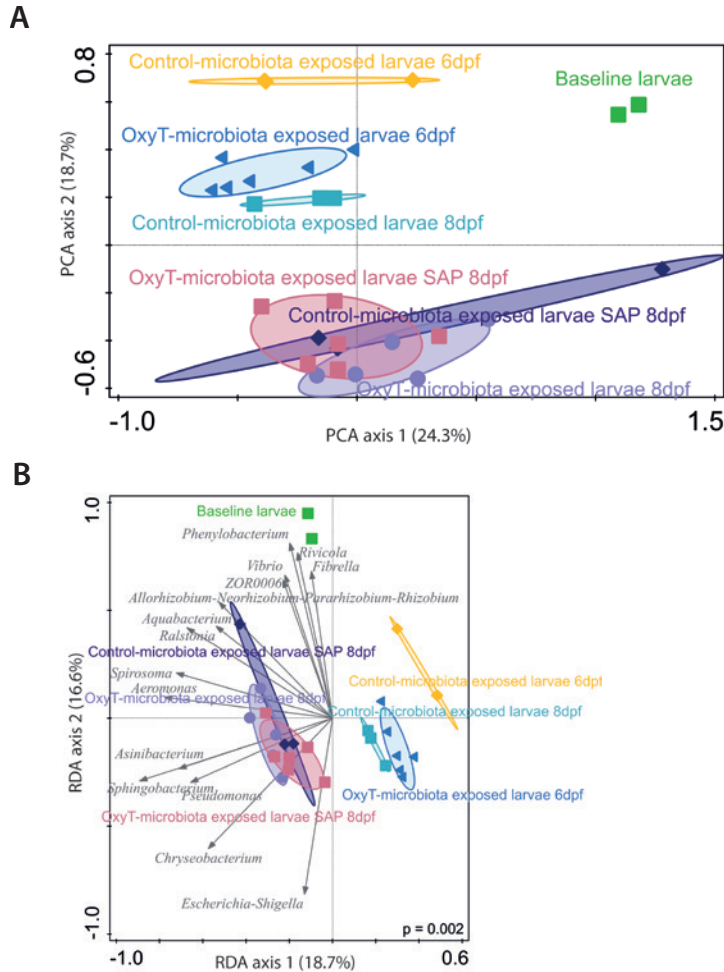 A
0.8
Control-microbiota exposed larvae 6dpf
Baseline larvae
OxyT-microbiota exposed larvae 6dpf
Control-microbiota exposed larvae 8dpf
PCA axis 2 (18.7%)
OxyT-microbiota exposed larvae SAP 8dpf
Control-microbiota exposed larvae SAP 8dpf
OxyT-microbiota exposed larvae 8dpf
-0.6
-1.0
1.5
PCA axis 1 (24.3%)
B
1.0
Baseline larvae
Phenylobacterium
Rivicola
Vibrio
Fibrella
ZOR0006
Allorhizobium-Neorhizobium-Pararhizobium-Rhizobium
Aquabacterium
Ralstonia
Control-microbiota exposed larvae SAP 8dpf
Spirosoma
Control-microbiota exposed larvae 6dpf
Aeromonas
OxyT-microbiota exposed larvae 8dpf
Control-microbiota exposed larvae 8dpf
RDA axis 2 (16.6%)
Asinibacterium
Sphingobacterium
Pseudomonas
OxyT-microbiota exposed larvae 6dpf
OxyT-microbiota exposed larvae SAP 8dpf
Chryseobacterium
Escherichia-Shigella
p = 0.002
-1.0
-1.0
0.6
RDA axis 1 (18.7%)